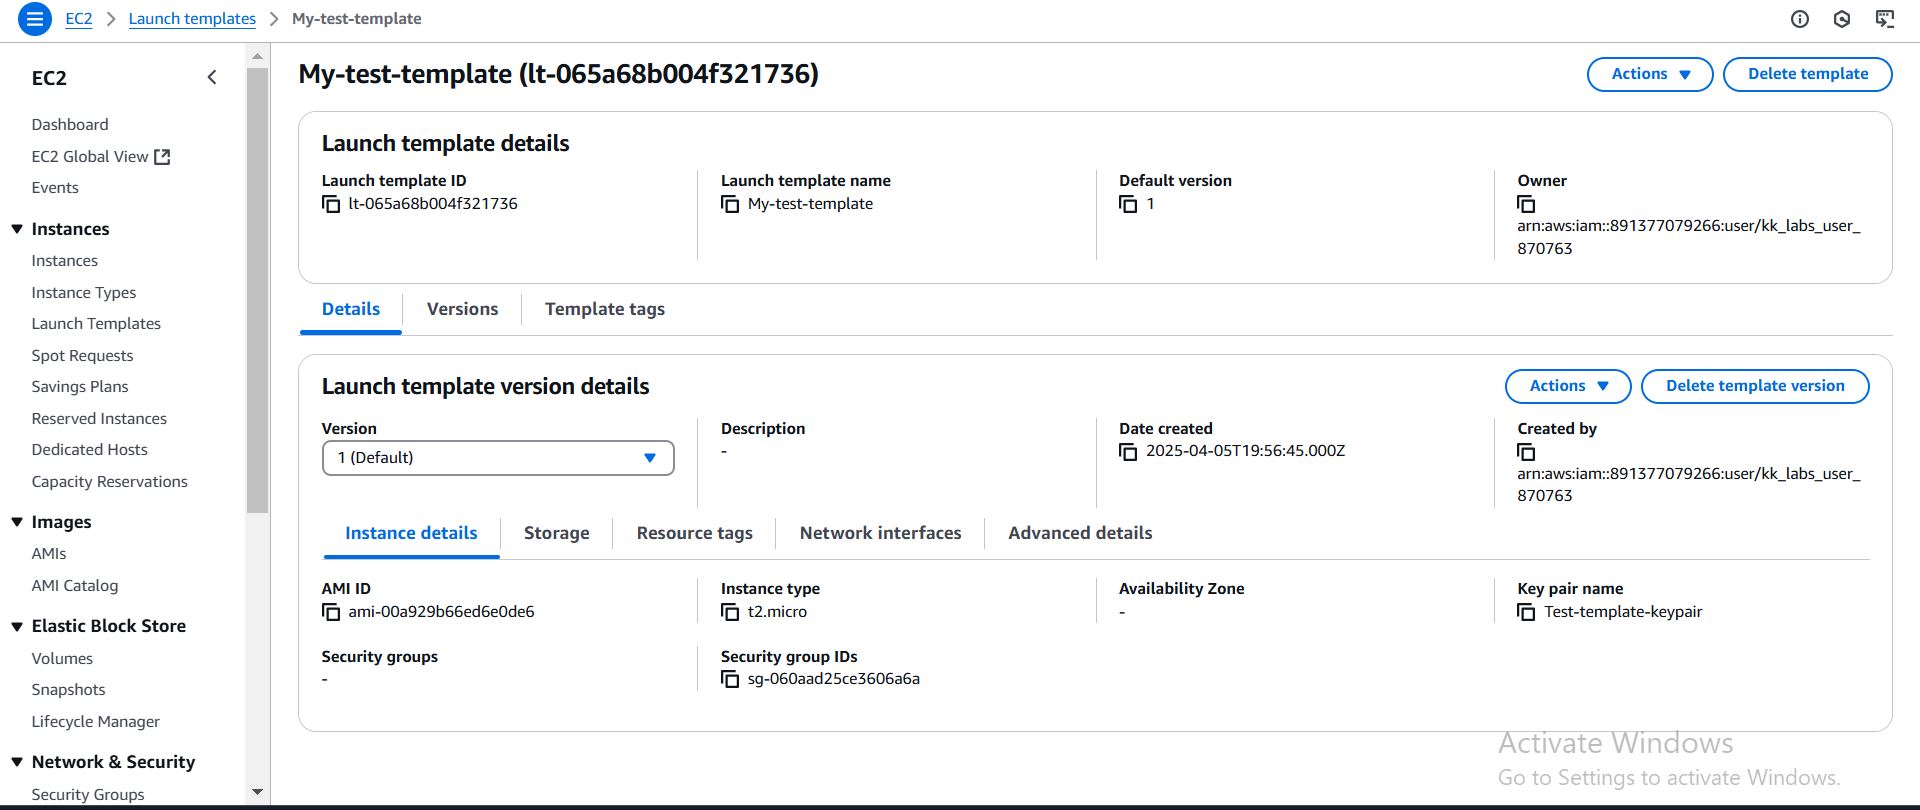 EC2 > Launch templates > My-test-template
EC2
Dashboard
EC2 Global View
Events
Instances
Instances
Instance Types
Launch Templates
Spot Requests
Savings Plans
Reserved Instances
Dedicated Hosts
Capacity Reservations
Images
AMIs
AMI Catalog
Elastic Block Store
Volumes
Snapshots
Lifecycle Manager
Network & Security
Security Groups
My-test-template (lt-065a68b004f321736)
Actions
Delete template
Launch template details
Launch template ID
lt-065a68b004f321736
Launch template name
My-test-template
Default version
1
Owner
arn:aws:iam::891377079266:user/kk_labs_user_
870763
Details
Versions
Template tags
Launch template version details
Actions
Delete template version
Version
1 (Default)
Description
-
Date created
2025-04-05T19:56:45.000Z
Created by
arn:aws:iam::891377079266:user/kk_labs_user_
870763
Instance details
Storage
Resource tags
Network interfaces
Advanced details
AMI ID
ami-00a929b66ed6e0de6
Instance type
t2.micro
Availability Zone
-
Key pair name
Test-template-keypair
Security groups
-
Security group IDs
sg-060aad25ce3606a6a
Activate Windows
Go to Settings to activate Windows.